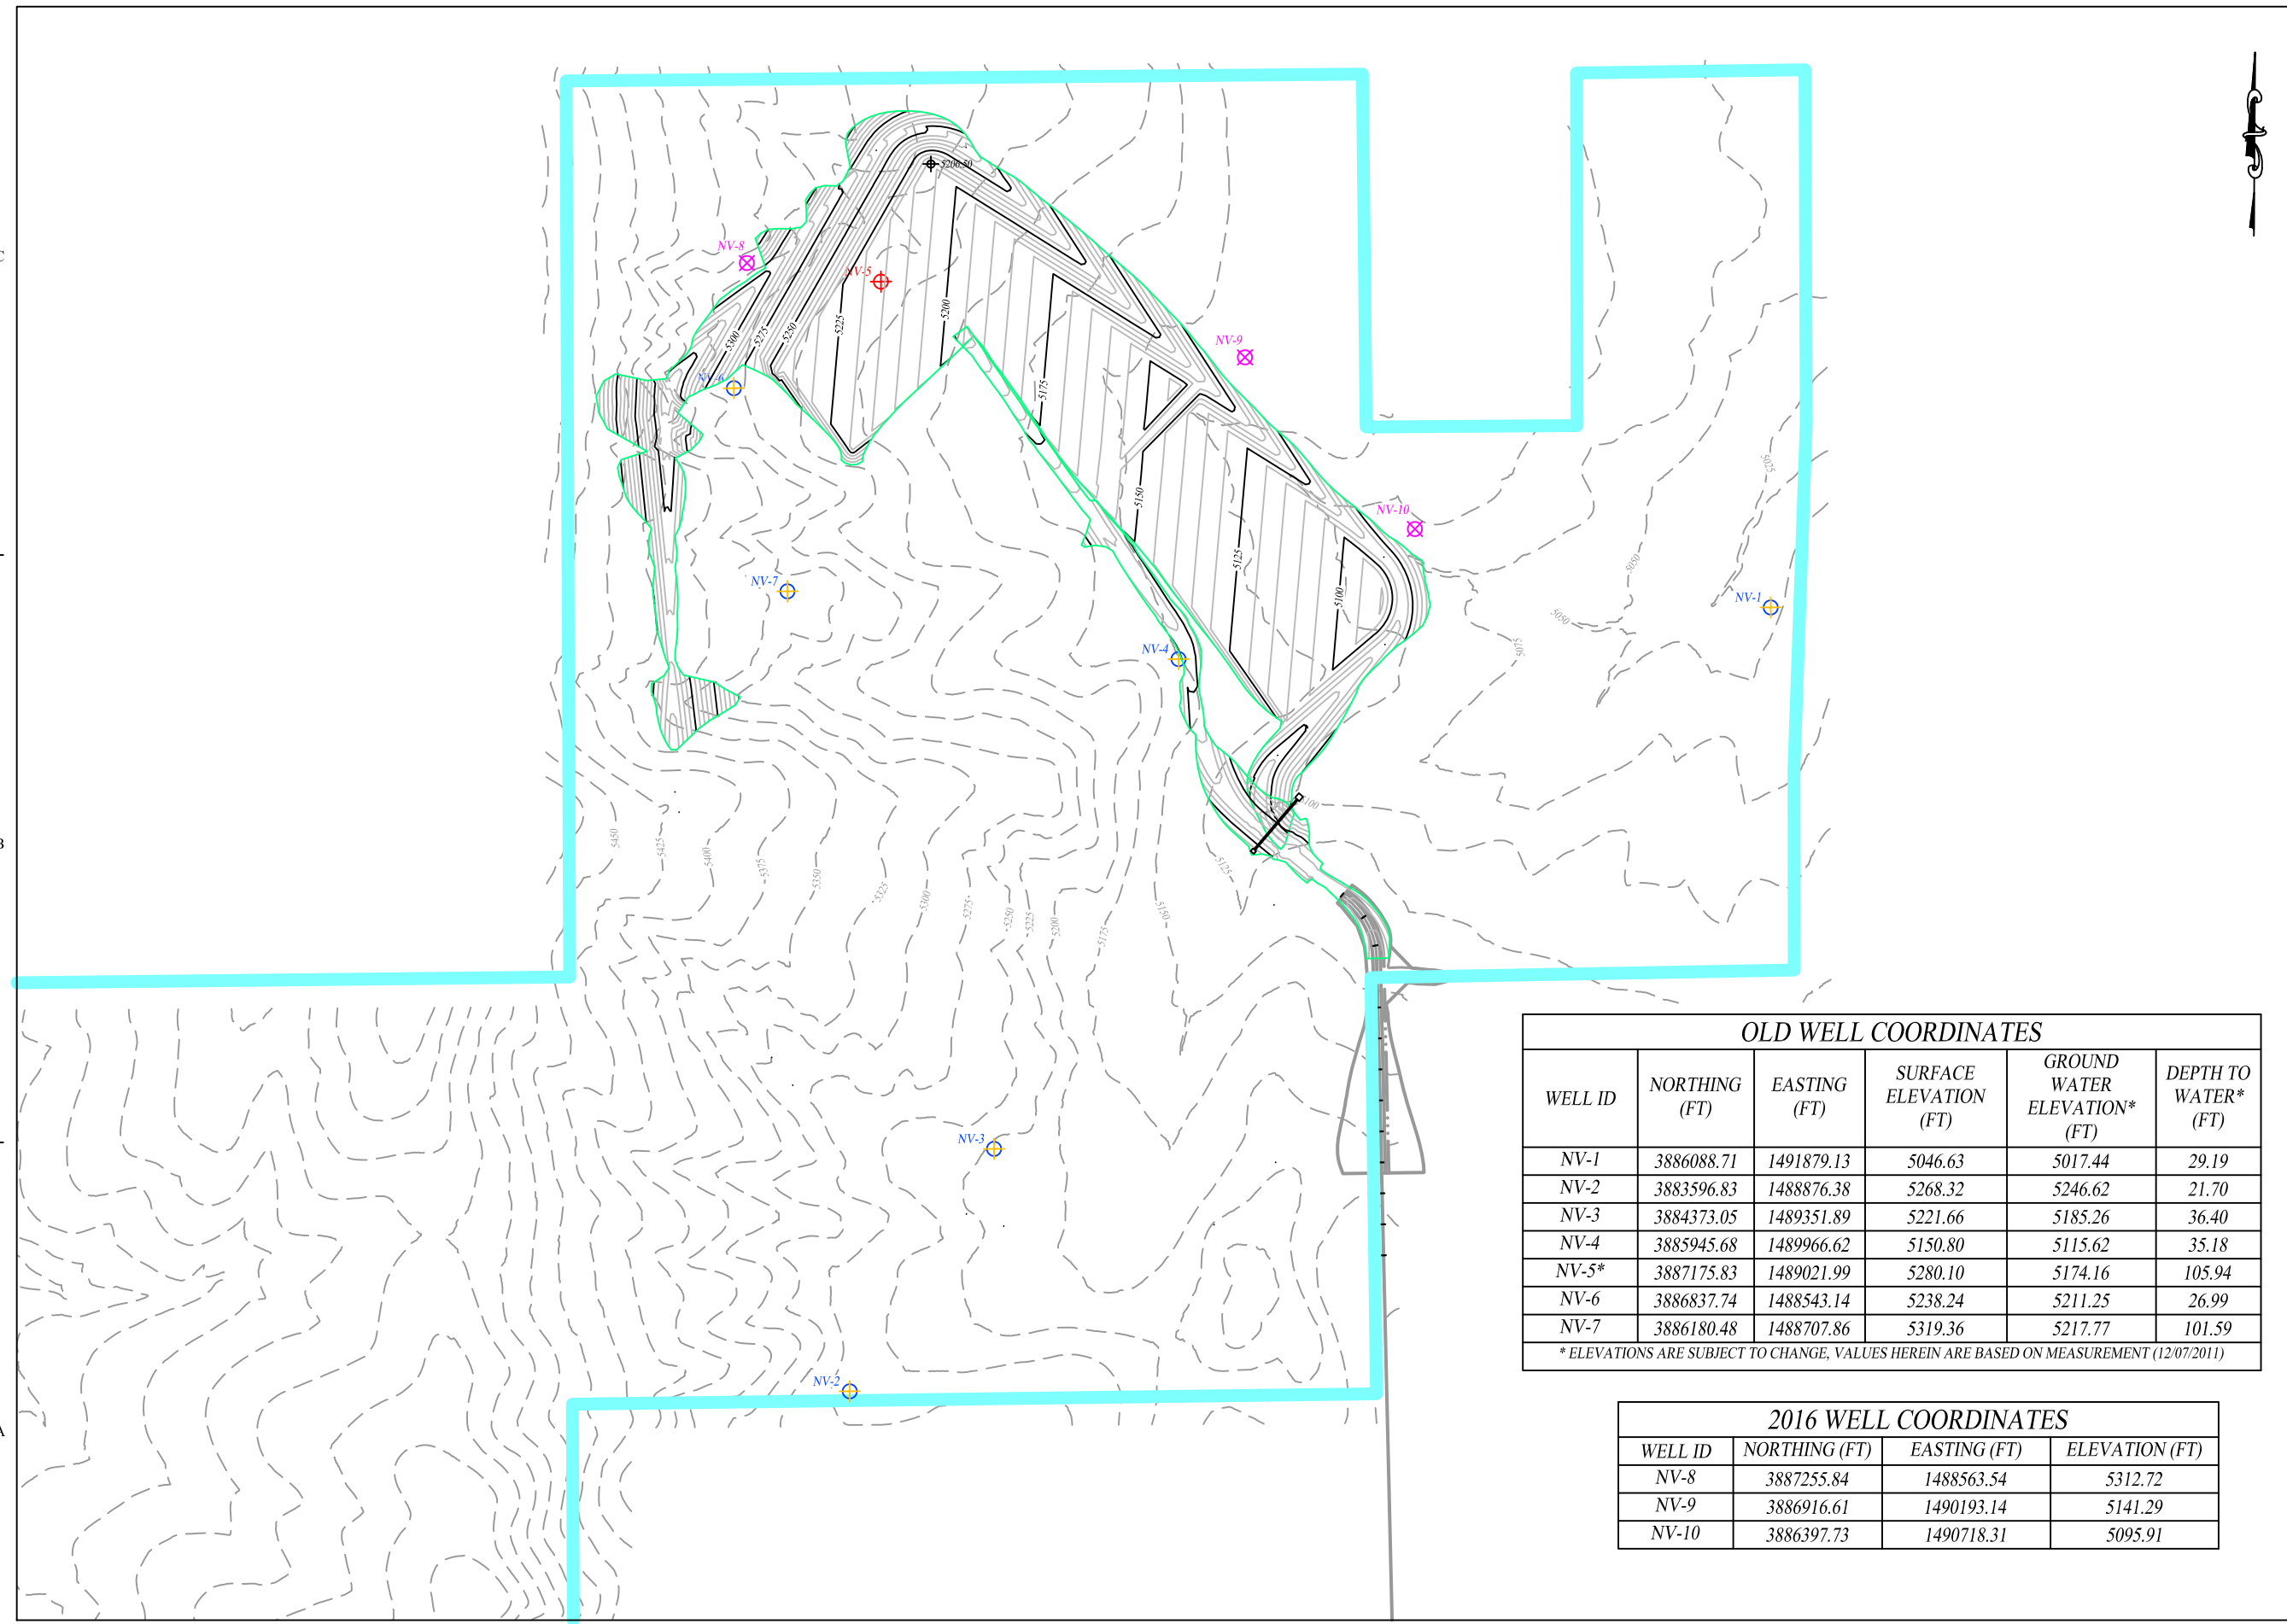 5206.50
NV-8
NV-5
5300
5275
5250
5225
5200
NV-9
5175
NV-6
5025
5150
NV-10
5125
5050
NV-7
5100
NV-1
5050
5075
NV-4
5100
5450
5425
5400
5375
5350
5325
5300
5275
5250
5225
5200
5175
5150
5125
B
NV-3
NV-2
A
C
OLD WELL COORDINATES
WELL ID NORTHING (FT) EASTING (FT) SURFACE ELEVATION (FT) GROUND WATER ELEVATION* (FT) DEPTH TO WATER* (FT)
NV-1 3886088.71 1491879.13 5046.63 5017.44 29.19
NV-2 3883596.83 1488876.38 5268.32 5246.62 21.70
NV-3 3884373.05 1489351.89 5221.66 5185.26 36.40
NV-4 3885945.68 1489966.62 5150.80 5115.62 35.18
NV-5* 3887175.83 1489021.99 5280.10 5174.16 105.94
NV-6 3886837.74 1488543.14 5238.24 5211.25 26.99
NV-7 3886180.48 1488707.86 5319.36 5217.77 101.59
* ELEVATIONS ARE SUBJECT TO CHANGE, VALUES HEREIN ARE BASED ON MEASUREMENT (12/07/2011)
2016 WELL COORDINATES
WELL ID NORTHING (FT) EASTING (FT) ELEVATION (FT)
NV-8 3887255.84 1488563.54 5312.72
NV-9 3886916.61 1490193.14 5141.29
NV-10 3886397.73 1490718.31 5095.91